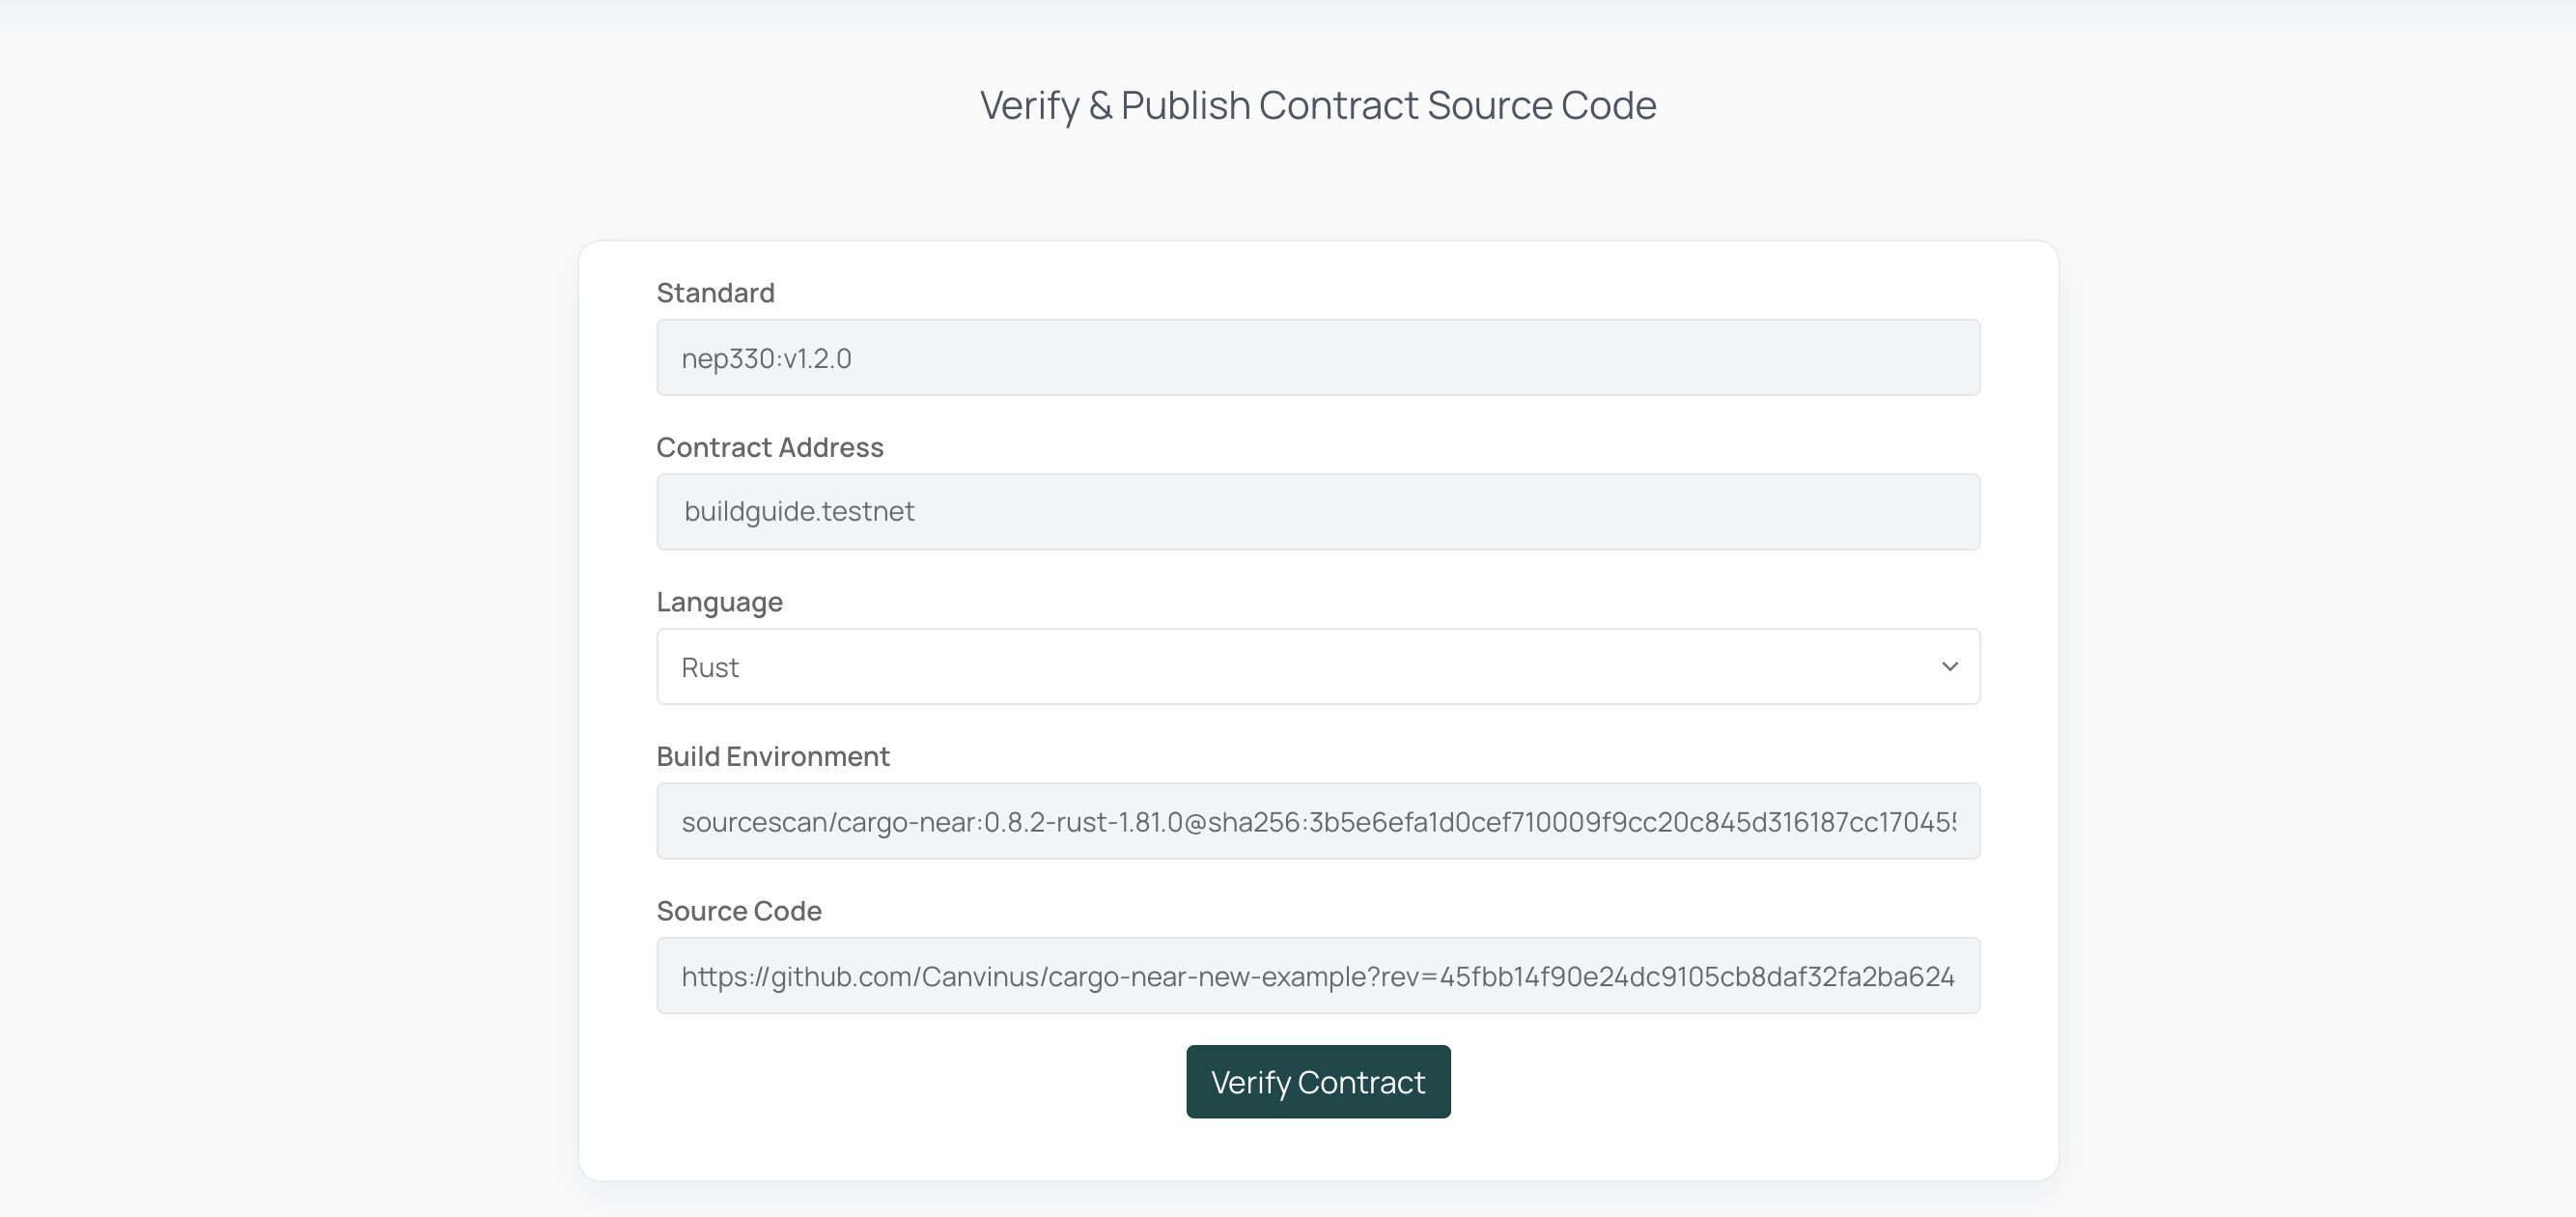 Verify & Publish Contract Source Code
Standard
nep330:v1.2.0
Contract Address
buildguide.testnet
Language
Rust
Build Environment
sourcescan/cargo-near:0.8.2-rust-1.81.0@sha256:3b5e6efa1d0cef710009f9cc20c845d316187cc170455
Source Code
https://github.com/Canvinus/cargo-near-new-example?rev=45fbb14f90e24dc9105cb8daf32fa2ba624
Verify Contract